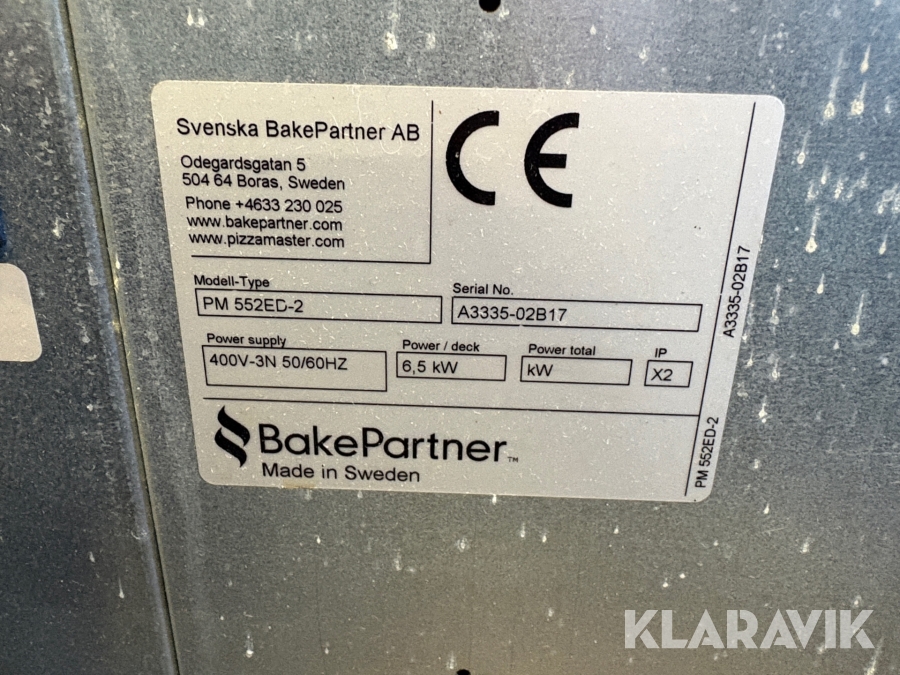 Svenska BakePartner AB
Odegardsgatan 5
504 64 Boras, Sweden
Phone +4633 230 025
www.bakepartner.com
www.pizzamaster.com
CE
Modell-Type
PM 552ED-2
Serial No.
A3335-02B17
Power supply
400V-3N 50/60HZ
Power / deck
6,5 kW
Power total
kW
IP
X2
BakePartner™
Made in Sweden
A3335-02B17
PM 552ED-2
KLARAVIK